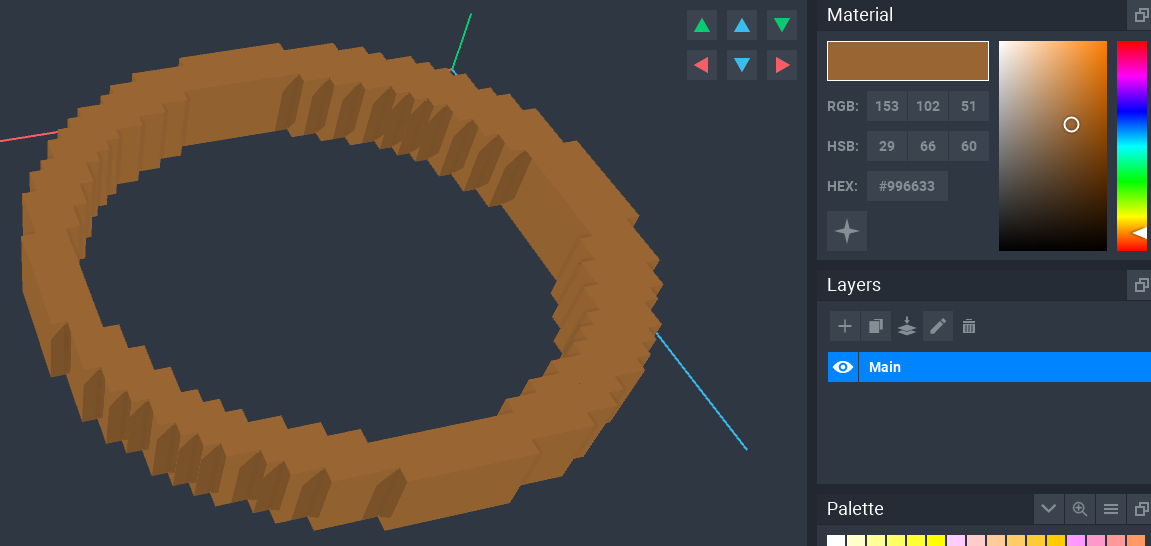 Material
RGB: 153 102 51
HSB: 29 66 60
HEX: #996633
Layers
Main
Palette